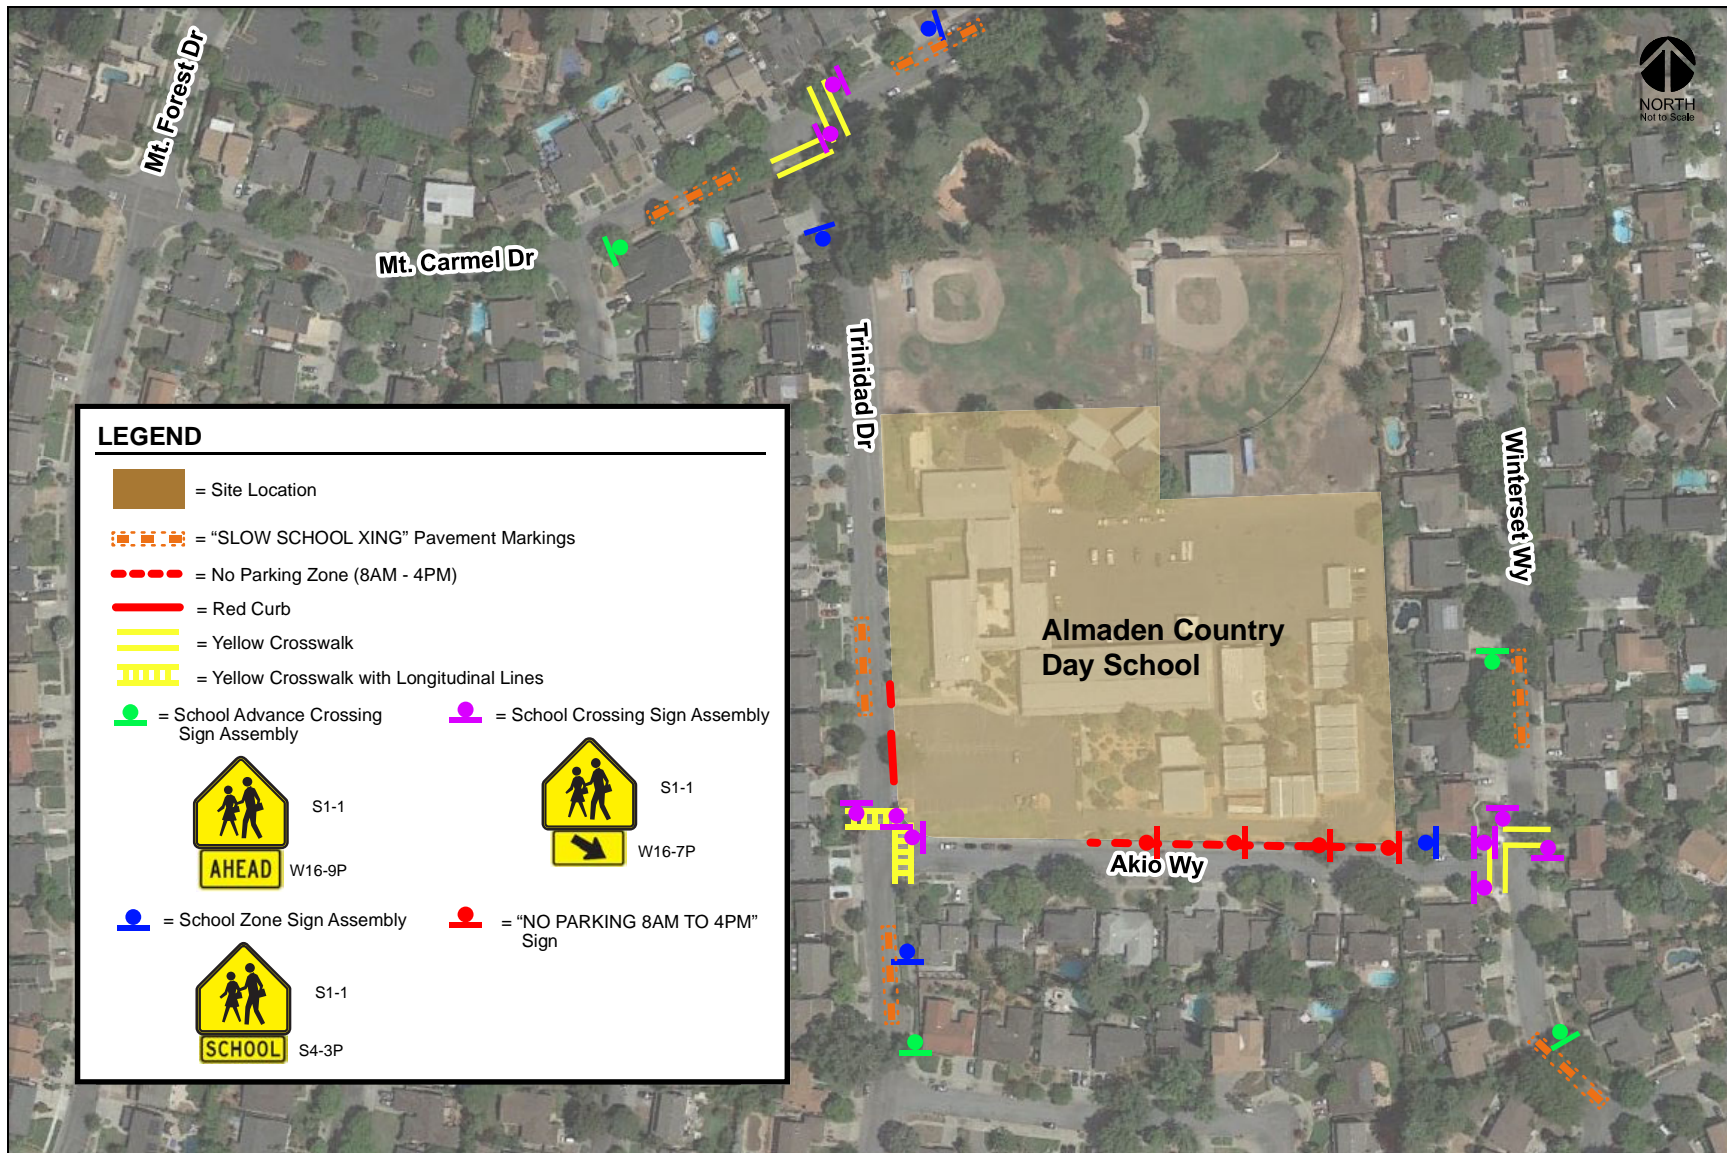 Mt. Forest Dr
NORTH
Not to Scale
Mt. Carmel Dr
Trinidad Dr
Winterset Wy
Almaden Country
Day School
Akio Wy
LEGEND
= Site Location
= “SLOW SCHOOL XING” Pavement Markings
= No Parking Zone (8AM - 4PM)
= Red Curb
= Yellow Crosswalk
= Yellow Crosswalk with Longitudinal Lines
= School Advance Crossing
Sign Assembly
S1-1
AHEAD
W16-9P
= School Crossing Sign Assembly
S1-1
W16-7P
= School Zone Sign Assembly
S1-1
SCHOOL
S4-3P
= “NO PARKING 8AM TO 4PM”
Sign